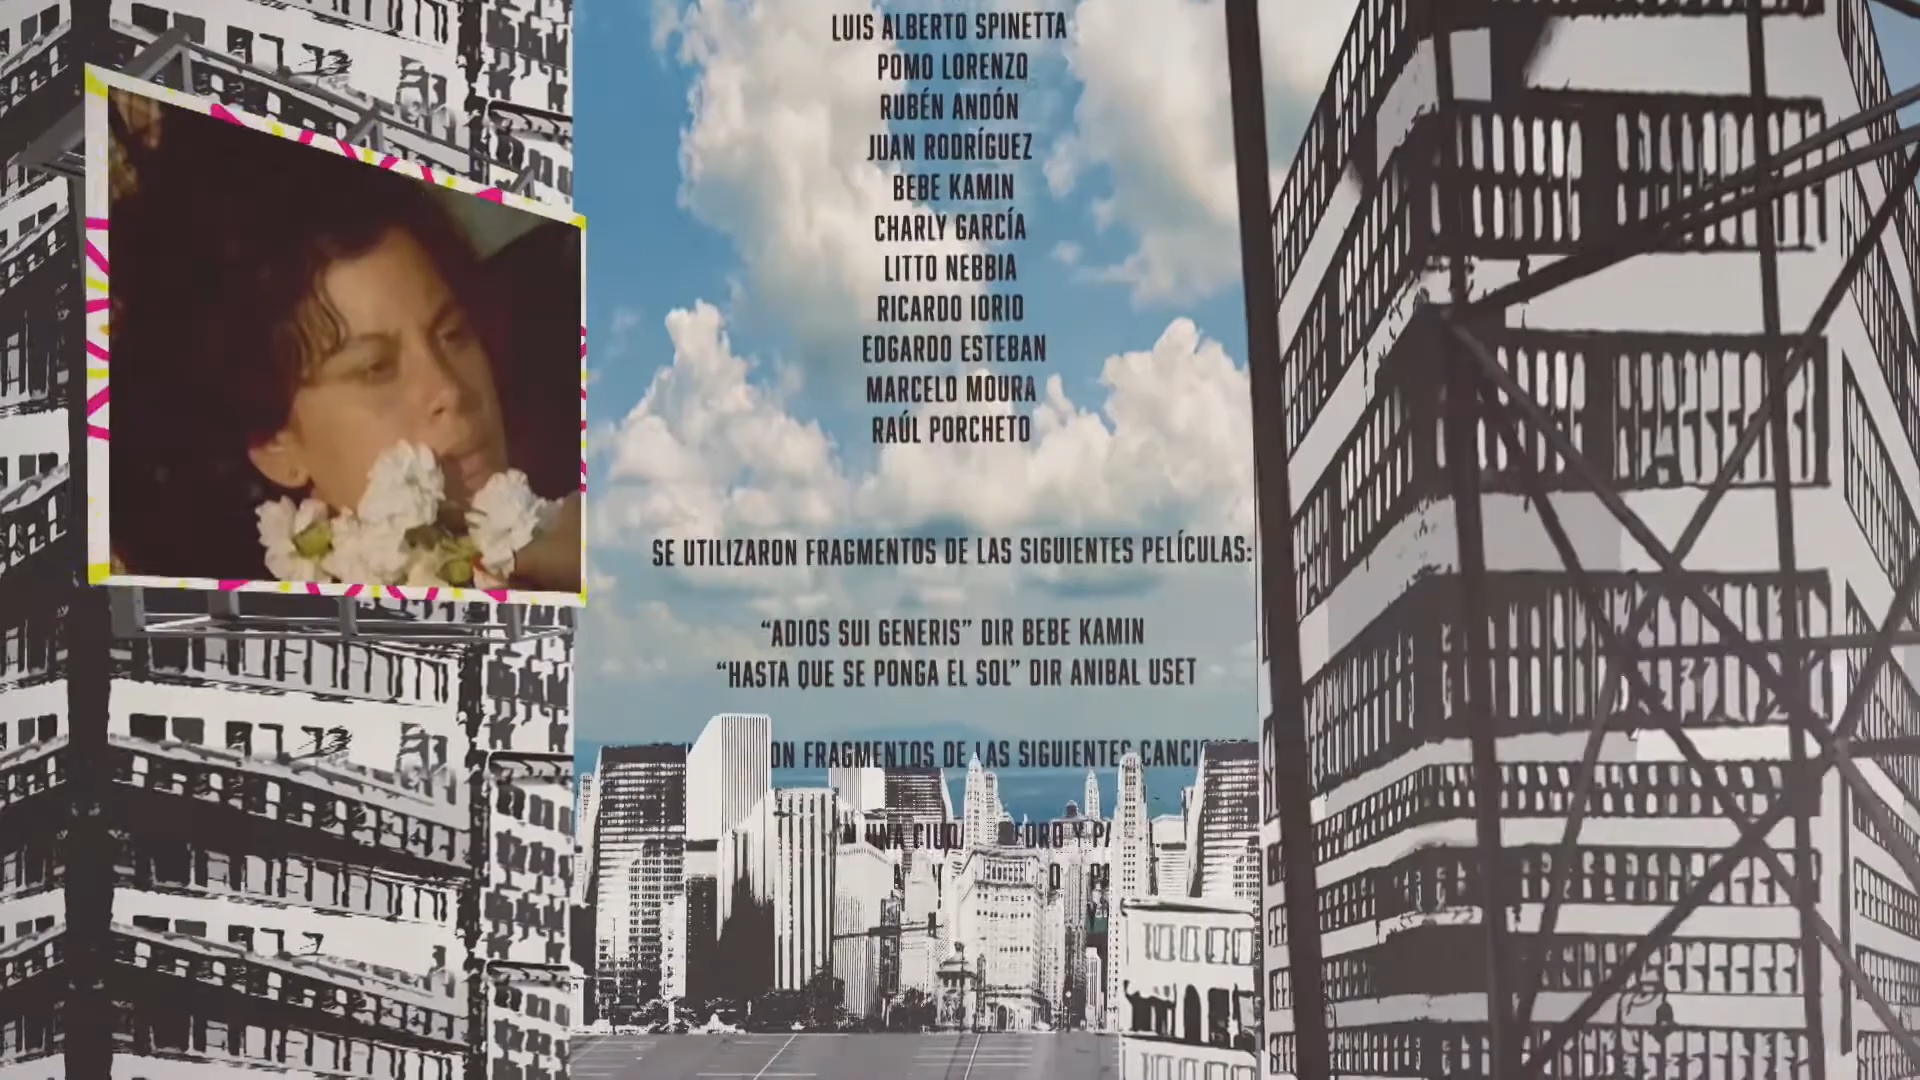 LUIS ALBERTO SPINETTA
POMO LORENZO
RUBÉN ANDÓN
JUAN RODRÍGUEZ
BEBE KAMIN
CHARLY GARCÍA
LITTO NEBBIA
RICARDO IORIO
EDGARDO ESTEBAN
MARCELO MOURA
RAÚL PORCHETO
SE UTILIZARON FRAGMENTOS DE LAS SIGUIENTES PELÍCULAS:
“ADIOS SUI GENERIS” DIR BEBE KAMIN
“HASTA QUE SE PONGA EL SOL” DIR ANIBAL USET
FRAGMENTOS DE LAS SIGUIENTES
UNA